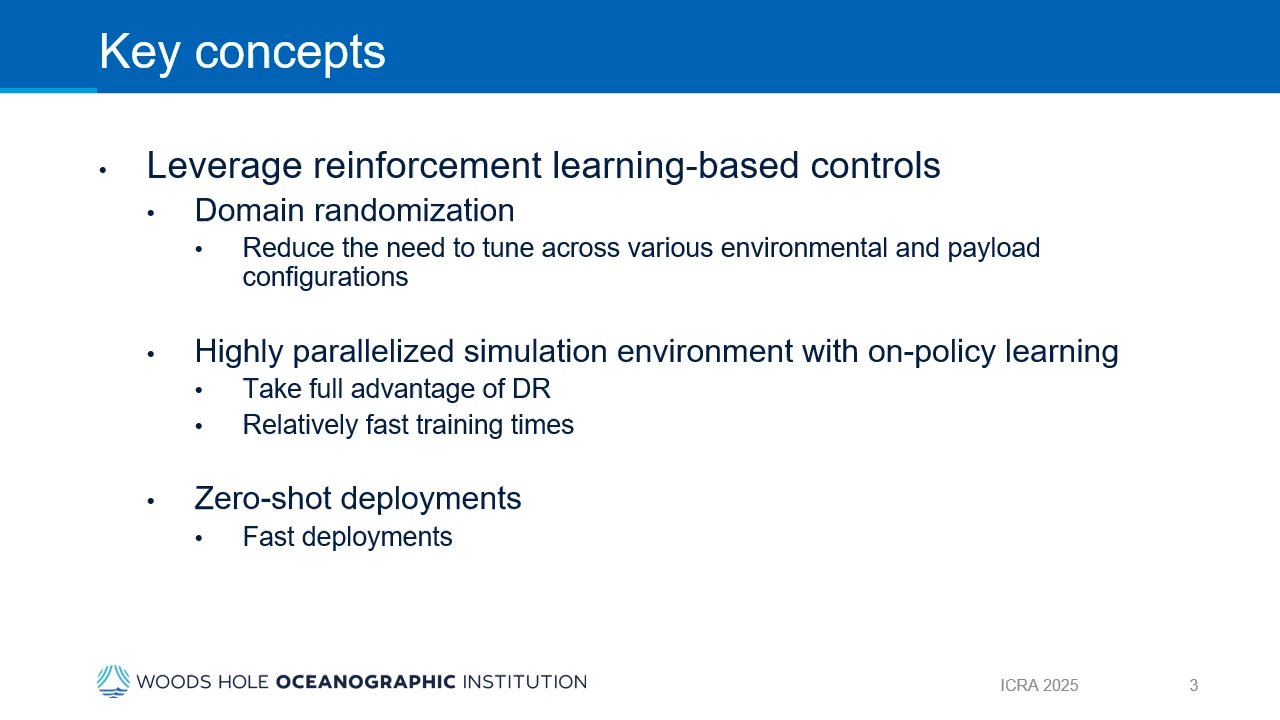 Key concepts
• Leverage reinforcement learning-based controls
• Domain randomization
• Reduce the need to tune across various environmental and payload
configurations
• Highly parallelized simulation environment with on-policy learning
• Take full advantage of DR
• Relatively fast training times
• Zero-shot deployments
• Fast deployments
WOODS HOLE OCEANOGRAPHIC INSTITUTION
ICRA 2025
3